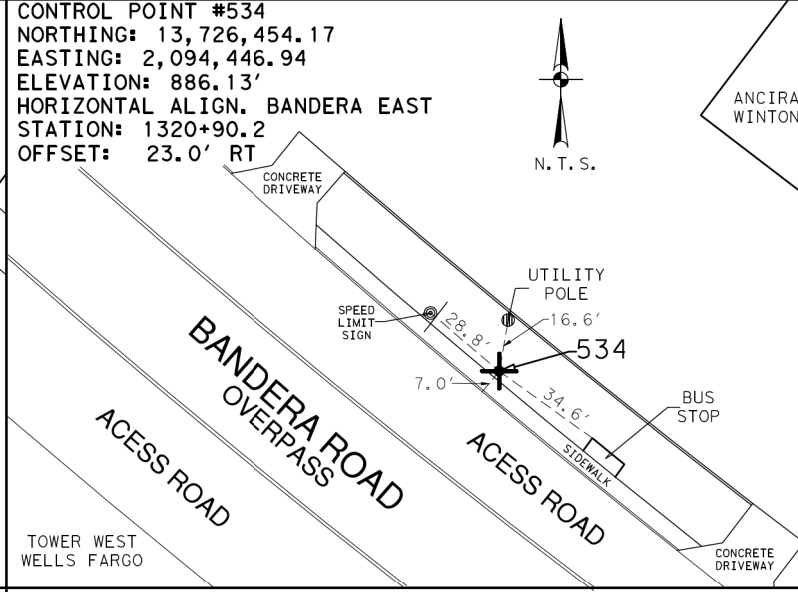 CONTROL POINT #534
NORTHING: 13,726,454.17
EASTING: 2,094,446.94
ELEVATION: 886.13'
HORIZONTAL ALIGN. BANDERA EAST
STATION: 1320+90.2
OFFSET: 23.0' RT
N.T.S.
ANCIRA
WINTON
CONCRETE
DRIVEWAY
UTILITY
POLE
16.6'
SPEED
LIMIT
SIGN
28.8'
534
7.0'
34.6'
BUS
STOP
SIDEWALK
BANDERA ROAD
OVERPASS
ACESS ROAD
ACESS ROAD
TOWER WEST
WELLS FARGO
CONCRETE
DRIVEWAY